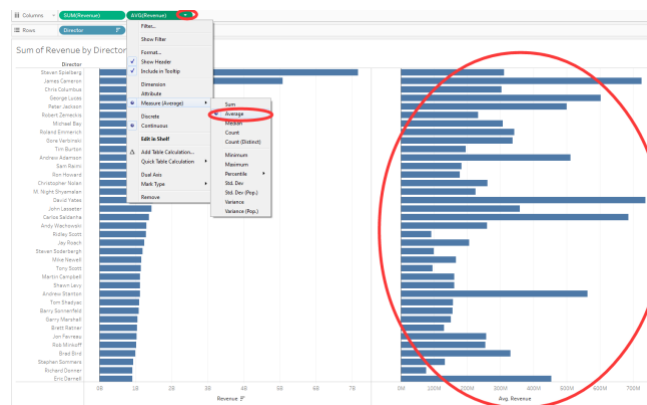 Columns SUM(Revenue) AVG(Revenue)
Rows Director
Sum of Revenue by Director
Filter...
Show Filter
Format...
Show Header
Include in Tooltip
Dimension
Attribute
Measure (Average)
Discrete
Continuous
Edit in Shelf
Add Table Calculation...
Quick Table Calculation
Dual Axis
Mark Type
Remove
Sum
Average
Median
Count
Count (Distinct)
Minimum
Maximum
Percentile
Std. Dev
Std. Dev (Pop.)
Variance
Variance (Pop.)
Director
Steven Spielberg
James Cameron
Chris Columbus
George Lucas
Peter Jackson
Robert Zemeckis
Michael Bay
Roland Emmerich
Gore Verbinski
Tim Burton
Andrew Adamson
Sam Raimi
Ron Howard
Christopher Nolan
M. Night Shyamalan
David Yates
John Lasseter
Carlos Saldanha
Andy Wachowski
Ridley Scott
Jay Roach
Steven Soderbergh
Mike Newell
Tony Scott
Martin Campbell
Shawn Levy
Andrew Stanton
Tom Shadyac
Barry Sonnenfeld
Garry Marshall
Brett Ratner
Jon Favreau
Rob Minkoff
Brad Bird
Stephen Sommers
Richard Donner
Eric Darnell
0B 1B 2B 3B 4B 5B 6B 7B
0M 100M 200M 300M 400M 500M 600M 700M
Revenue
Avg. Revenue